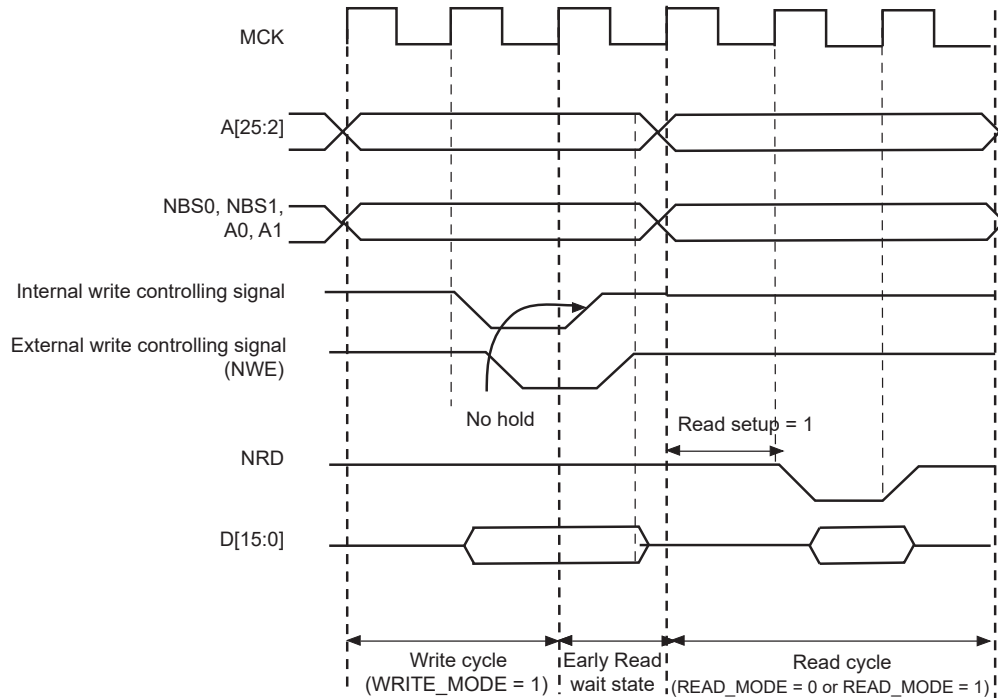 MCK
A[25:2]
NBS0, NBS1,
A0, A1
Internal write controlling signal
External write controlling signal
(NWE)
No hold
Read setup = 1
NRD
D[15:0]
Write cycle
(WRITE_MODE = 1)
Early Read
wait state
Read cycle
(READ_MODE = 0 or READ_MODE = 1)